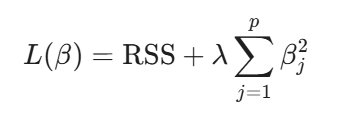 L(β) = RSS + λ∑_{j=1}^{p} β_j^2